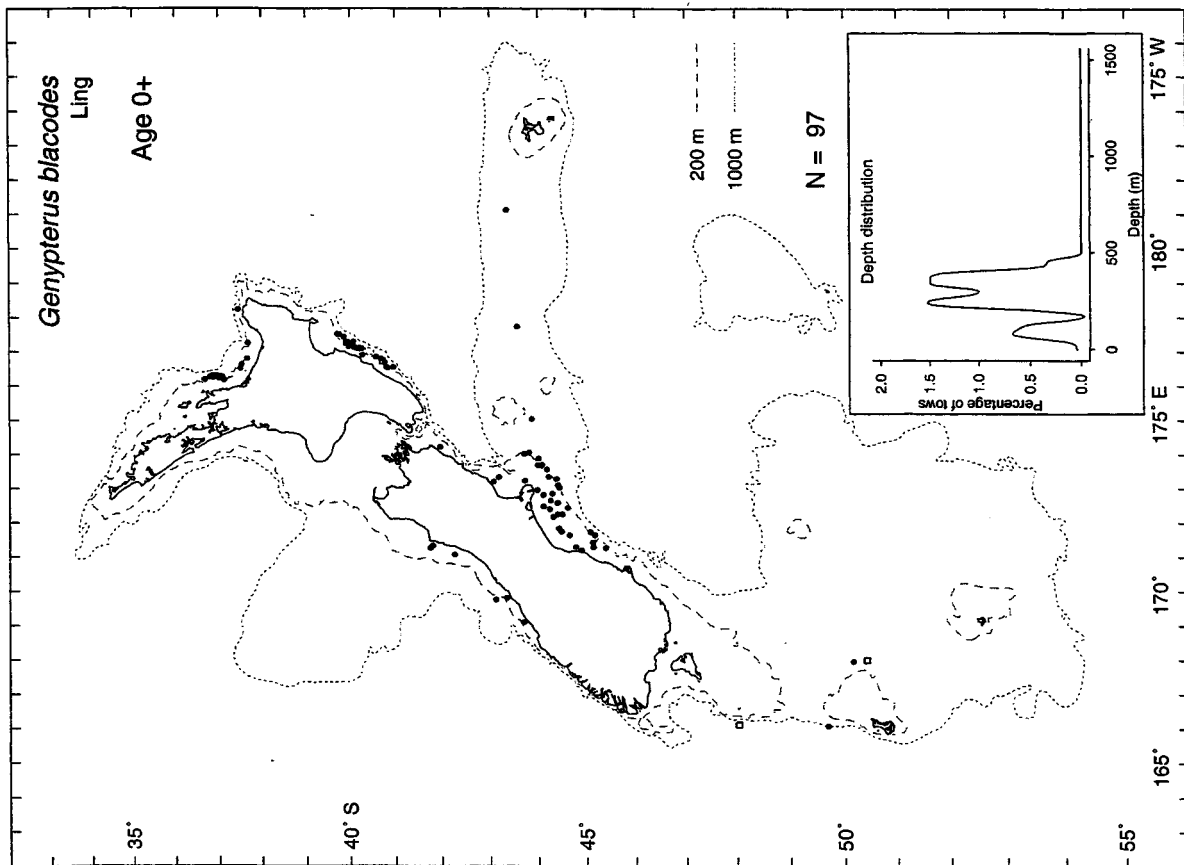 Genypterus blacodes
Ling
Age 0+
35°
40° S
45°
50°
55°
165°
170°
175° E
180°
175° W
200 m
1000 m
N = 97
Depth distribution
Percentage of tows
2.0
1.5
1.0
0.5
0.0
0
500
1000
1500
Depth (m)